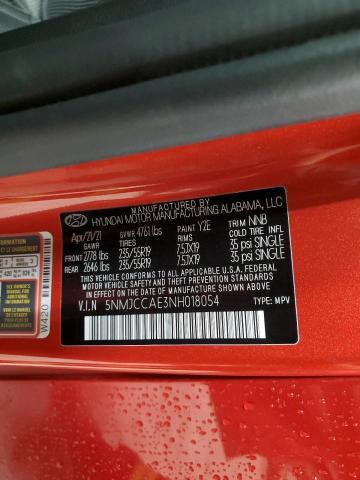 MANUFACTURED BY
HYUNDAI MOTOR MANUFACTURING ALABAMA, LLC
Apr/21/21 GVWR 4761 lbs PAINT Y2E TRIM NNB
GAWR TIRES RIMS COLD TIRE INF PR
FRONT 2778 lbs 235/55R19 7.5JX19 35 psi SINGLE
REAR 2646 lbs 235/55R19 7.5JX19 35 psi SINGLE
THIS VEHICLE CONFORMS TO ALL APPLICABLE
FEDERAL MOTOR VEHICLE SAFETY, BUMPER
AND THEFT PREVENTION STANDARDS IN EFFECT
ON THE DATE OF MANUFACTURE SHOWN ABOVE
V.I.N 5NMJCCAE3NH018054 TYPE: MPV
W420